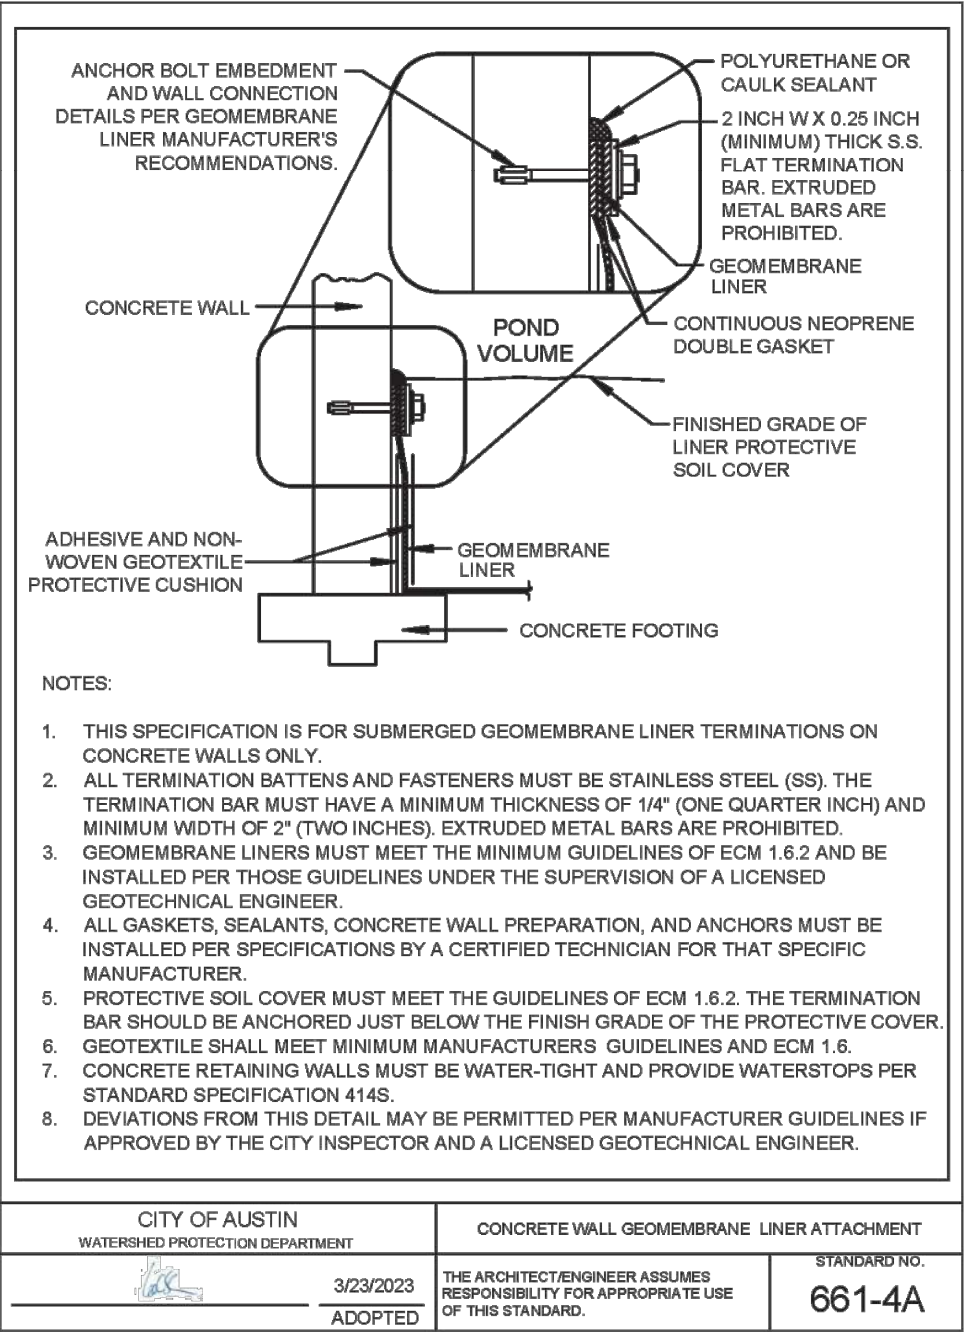 ANCHOR BOLT EMBEDMENT
AND WALL CONNECTION
DETAILS PER GEOMEMBRANE
LINER MANUFACTURER'S
RECOMMENDATIONS.
POLYURETHANE OR
CAULK SEALANT
2 INCH W X 0.25 INCH
(MINIMUM) THICK S.S.
FLAT TERMINATION
BAR. EXTRUDED
METAL BARS ARE
PROHIBITED.
GEOMEMBRANE
LINER
CONCRETE WALL
POND
VOLUME
CONTINUOUS NEOPRENE
DOUBLE GASKET
FINISHED GRADE OF
LINER PROTECTIVE
SOIL COVER
ADHESIVE AND NON-
WOVEN GEOTEXTILE
PROTECTIVE CUSHION
GEOMEMBRANE
LINER
CONCRETE FOOTING
NOTES:
1. THIS SPECIFICATION IS FOR SUBMERGED GEOMEMBRANE LINER TERMINATIONS ON
CONCRETE WALLS ONLY.
2. ALL TERMINATION BATTENS AND FASTENERS MUST BE STAINLESS STEEL (SS). THE
TERMINATION BAR MUST HAVE A MINIMUM THICKNESS OF 1/4" (ONE QUARTER INCH) AND
MINIMUM WIDTH OF 2" (TWO INCHES). EXTRUDED METAL BARS ARE PROHIBITED.
3. GEOMEMBRANE LINERS MUST MEET THE MINIMUM GUIDELINES OF ECM 1.6.2 AND BE
INSTALLED PER THOSE GUIDELINES UNDER THE SUPERVISION OF A LICENSED
GEOTECHNICAL ENGINEER.
4. ALL GASKETS, SEALANTS, CONCRETE WALL PREPARATION, AND ANCHORS MUST BE
INSTALLED PER SPECIFICATIONS BY A CERTIFIED TECHNICIAN FOR THAT SPECIFIC
MANUFACTURER.
5. PROTECTIVE SOIL COVER MUST MEET THE GUIDELINES OF ECM 1.6.2. THE TERMINATION
BAR SHOULD BE ANCHORED JUST BELOW THE FINISH GRADE OF THE PROTECTIVE COVER.
6. GEOTEXTILE SHALL MEET MINIMUM MANUFACTURERS GUIDELINES AND ECM 1.6.
7. CONCRETE RETAINING WALLS MUST BE WATER-TIGHT AND PROVIDE WATERSTOPS PER
STANDARD SPECIFICATION 414S.
8. DEVIATIONS FROM THIS DETAIL MAY BE PERMITTED PER MANUFACTURER GUIDELINES IF
APPROVED BY THE CITY INSPECTOR AND A LICENSED GEOTECHNICAL ENGINEER.
CITY OF AUSTIN
WATERSHED PROTECTION DEPARTMENT
CONCRETE WALL GEOMEMBRANE LINER ATTACHMENT
3/23/2023
ADOPTED
THE ARCHITECT/ENGINEER ASSUMES
RESPONSIBILITY FOR APPROPRIATE USE
OF THIS STANDARD.
STANDARD NO.
661-4A